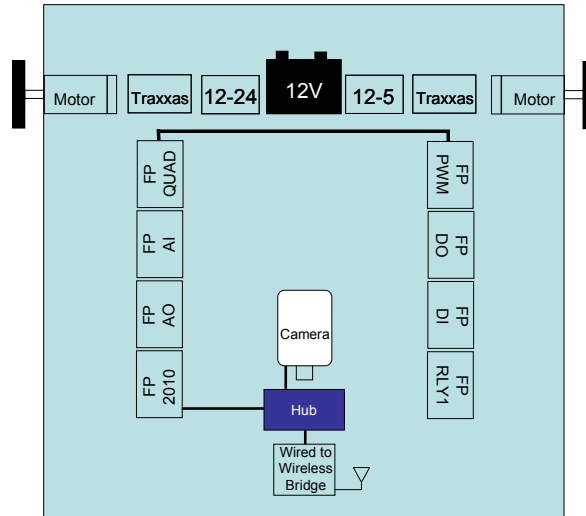 Motor
Traxxas
12-24
12V
12-5
Traxxas
Motor
FP
QUAD
FP
PWM
FP
AI
FP
DO
FP
AO
FP
DI
Camera
FP
2010
FP
RLY1
Hub
Wired to
Wireless
Bridge